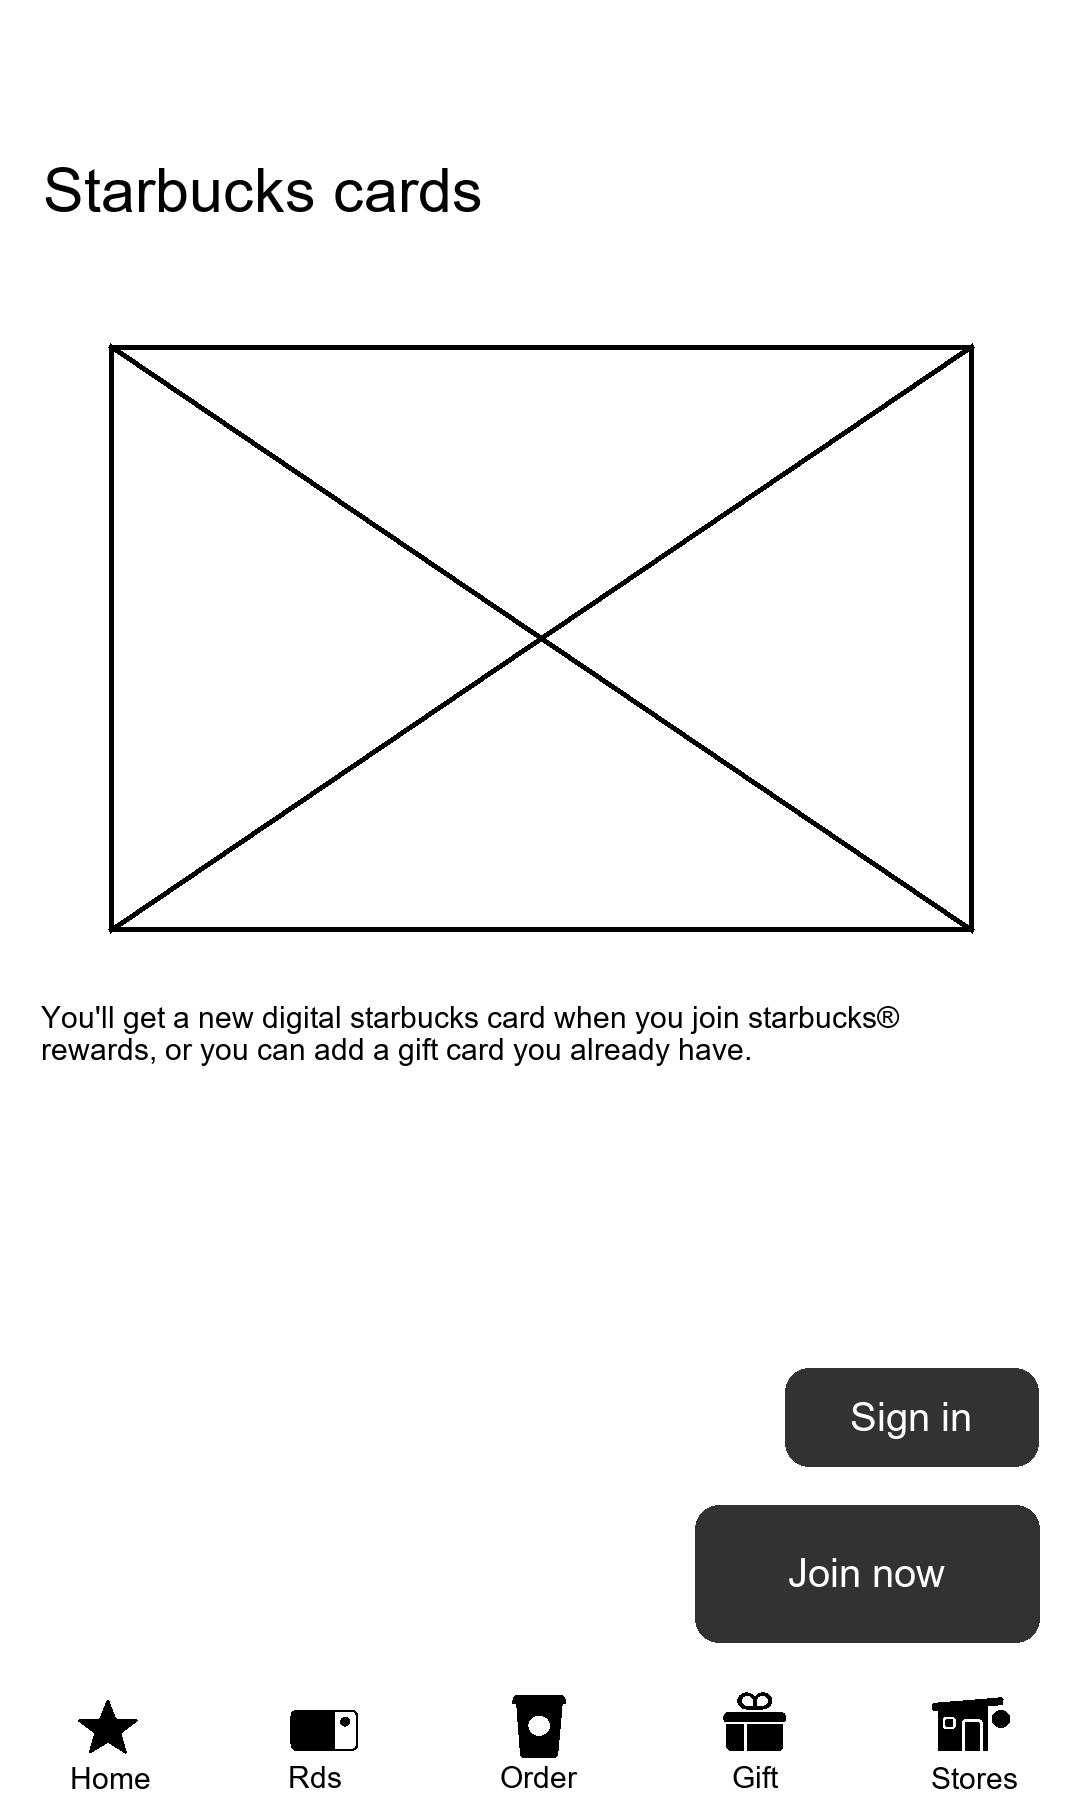 Starbucks cards
You'll get a new digital starbucks card when you join starbucks®
rewards, or you can add a gift card you already have.
Sign in
Join now
Home
Rds
Order
Gift
Stores